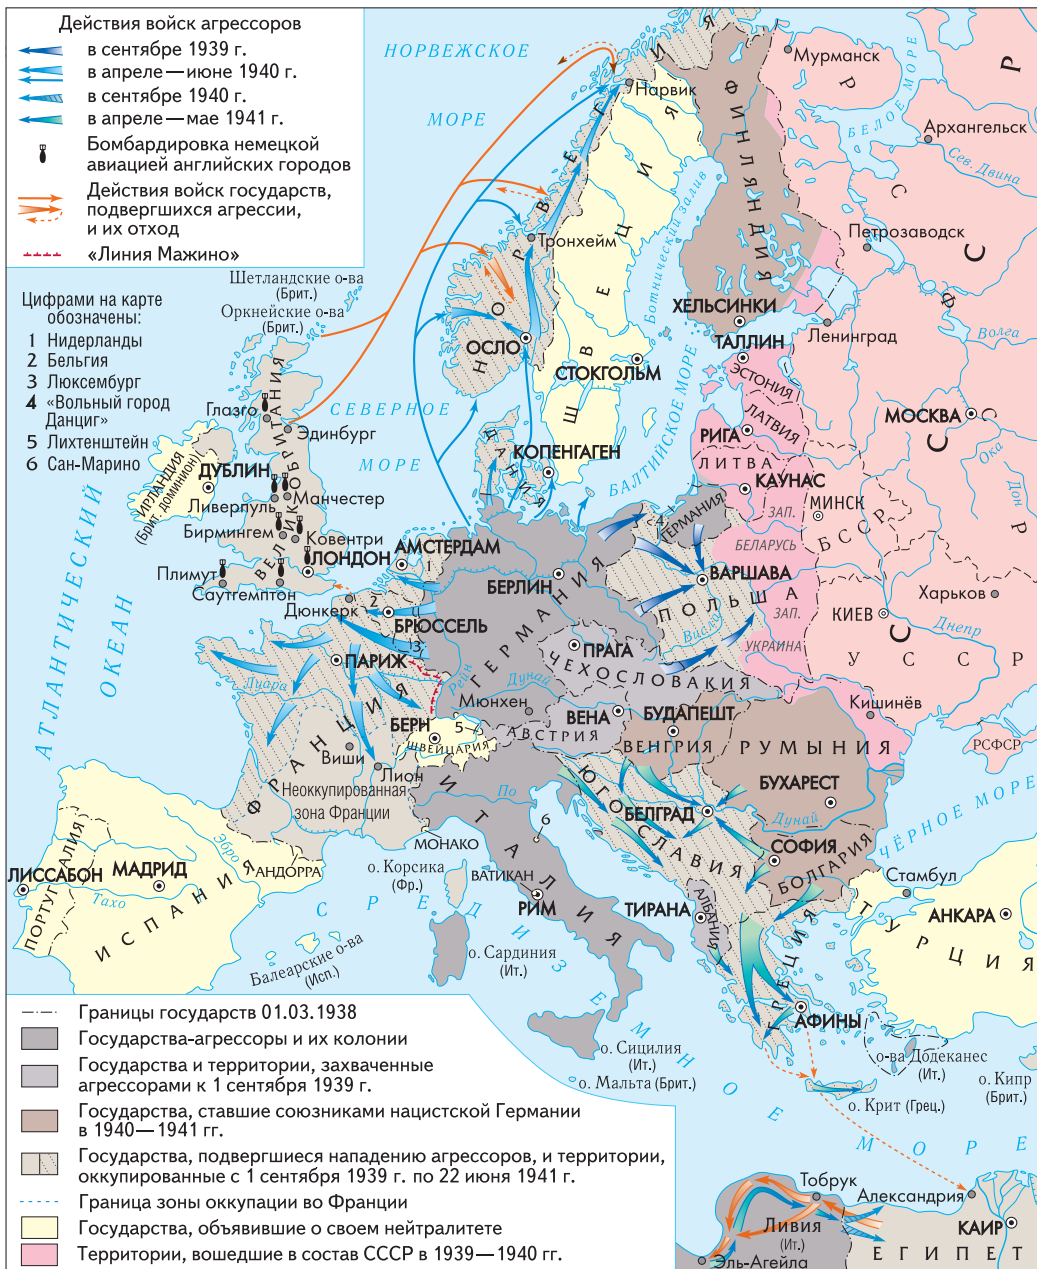 Действия войск агрессоров
в сентябре 1939 г.
в апреле—июне 1940 г.
в сентябре 1940 г.
в апреле—мае 1941 г.
Бомбардировка немецкой
авиацией английских городов
Действия войск государств,
подвергшихся агрессии,
и их отход
«Линия Мажино»
Цифрами на карте
обозначены:
1 Нидерланды
2 Бельгия
3 Люксембург
4 «Вольный город
Данциг»
5 Лихтенштейн
6 Сан-Марино
НОРВЕЖСКОЕ
МОРЕ
Нарвик
Мурманск
БЕЛОЕ МОРЕ
Архангельск
Сев. Двина
Петрозаводск
НОРВЕГИЯ
ШВЕЦИЯ
ФИНЛЯНДИЯ
СССР
РСФСР
Ботнический залив
Тронхейм
Шетландские о-ва
(Брит.)
Оркнейские о-ва
(Брит.)
ХЕЛЬСИНКИ
Ленинград
Волга
ОСЛО
ТАЛЛИН
СТОКГОЛЬМ
ЭСТОНИЯ
БАЛТИЙСКОЕ МОРЕ
СЕВЕРНОЕ
МОРЕ
Глазго
Эдинбург
ВЕЛИКОБРИТАНИЯ
ЛАТВИЯ
МОСКВА
РИГА
Ока
Дон
ДАНИЯ
КОПЕНГАГЕН
ЛИТВА
КАУНАС
ДУБЛИН
ИРЛАНДИЯ
(Брит. доминион)
Манчестер
Ливерпуль
Бирмингем
Ковентри
ЛОНДОН
Плимут
Саутгемптон
МИНСК
БССР
ЗАП.
БЕЛАРУСЬ
4
ГЕРМАНИЯ
АМСТЕРДАМ
1
БЕРЛИН
ГЕРМАНИЯ
ВАРШАВА
ПОЛЬША
Висла
Харьков
КИЕВ
Днепр
ЗАП.
УКРАИНА
УССР
Дюнкерк
2
БРЮССЕЛЬ
3
Рейн
ПРАГА
ЧЕХОСЛОВАКИЯ
АТЛАНТИЧЕСКИЙ
ОКЕАН
ПАРИЖ
Луара
ФРАНЦИЯ
Дунай
Мюнхен
ВЕНА
АВСТРИЯ
БУДАПЕШТ
ВЕНГРИЯ
РУМЫНИЯ
Кишинёв
РСФСР
БЕРН
5
ШВЕЙЦАРИЯ
Виши
Лион
Неоккупированная
зона Франции
ИТАЛИЯ
По
ЮГОСЛАВИЯ
БЕЛГРАД
БУХАРЕСТ
Дунай
ЧЁРНОЕ МОРЕ
6
МОНАКО
СОФИЯ
БОЛГАРИЯ
Эбро
АНДОРРА
о. Корсика
(Фр.)
ВАТИКАН
РИМ
ТИРАНА
АЛБАНИЯ
Стамбул
АНКАРА
ТУРЦИЯ
ЛИССАБОН
ПОРТУГАЛИЯ
МАДРИД
Тахо
ИСПАНИЯ
СРЕДИЗЕМНОЕ МОРЕ
Балеарские о-ва
(Исп.)
о. Сардиния
(Ит.)
ГРЕЦИЯ
АФИНЫ
о. Сицилия
(Ит.)
о. Мальта (Брит.)
о-ва Додеканес
(Ит.)
о. Кипр
(Брит.)
о. Крит (Грец.)
Тобрук
Александрия
Ливия
(Ит.)
КАИР
ЕГИПЕТ
Эль-Агейла
Границы государств 01.03.1938
Государства-агрессоры и их колонии
Государства и территории, захваченные
агрессорами к 1 сентября 1939 г.
Государства, ставшие союзниками нацистской Германии
в 1940—1941 гг.
Государства, подвергшиеся нападению агрессоров, и территории,
оккупированные с 1 сентября 1939 г. по 22 июня 1941 г.
Граница зоны оккупации во Франции
Государства, объявившие о своем нейтралитете
Территории, вошедшие в состав СССР в 1939—1940 гг.